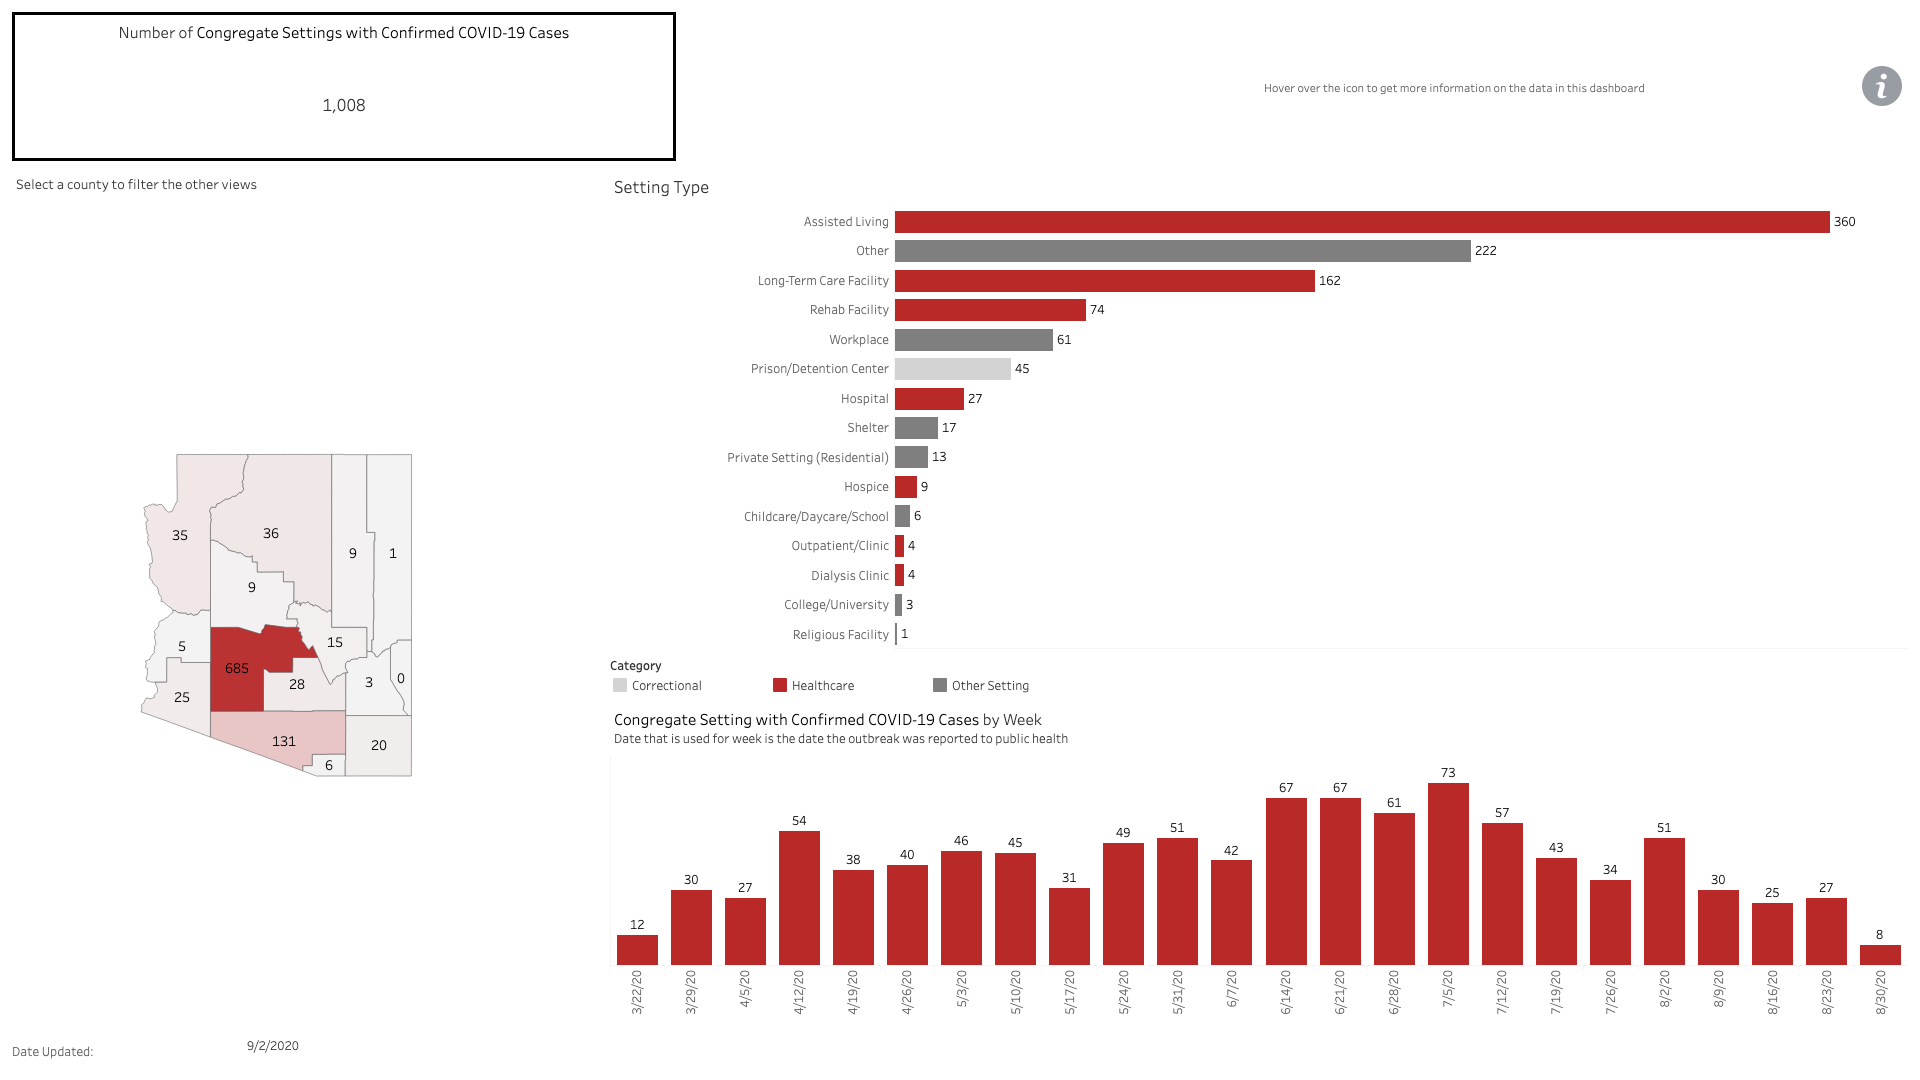 Number of Congregate Settings with Confirmed COVID-19 Cases
1,008
Hover over the icon to get more information on the data in this dashboard
i
Select a county to filter the other views
35
36
9
1
9
5
15
685
25
28
3
0
131
20
6
Setting Type
Assisted Living 360
Other 222
Long-Term Care Facility 162
Rehab Facility 74
Workplace 61
Prison/Detention Center 45
Hospital 27
Shelter 17
Private Setting (Residential) 13
Hospice 9
Childcare/Daycare/School 6
Outpatient/Clinic 4
Dialysis Clinic 4
College/University 3
Religious Facility 1
Category
Correctional Healthcare Other Setting
Congregate Setting with Confirmed COVID-19 Cases by Week
Date that is used for week is the date the outbreak was reported to public health
12 30 27 54 38 40 46 45 31 49 51 42 67 67 61 73 57 43 34 51 30 25 27 8
3/22/20 3/29/20 4/5/20 4/12/20 4/19/20 4/26/20 5/3/20 5/10/20 5/17/20 5/24/20 5/31/20 6/7/20 6/14/20 6/21/20 6/28/20 7/5/20 7/12/20 7/19/20 7/26/20 8/2/20 8/9/20 8/16/20 8/23/20 8/30/20
Date Updated: 9/2/2020